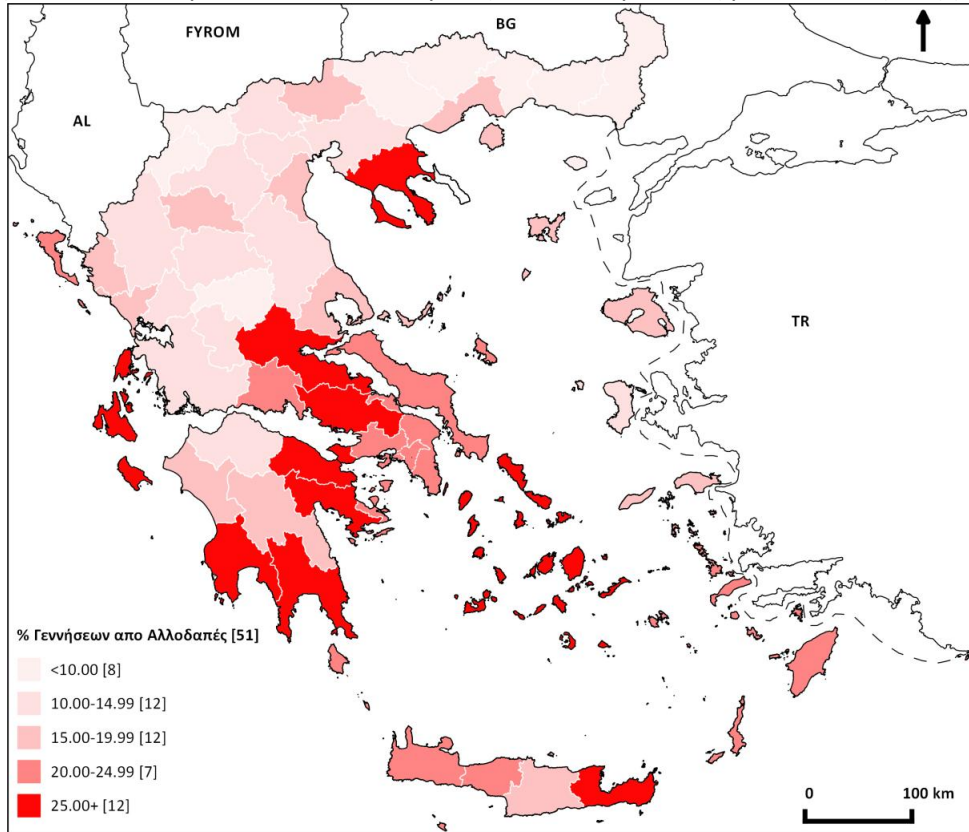 FYROM
BG
AL
TR
% Γεννήσεων απο Αλλοδαπές [51]
<10.00 [8]
10.00-14.99 [12]
15.00-19.99 [12]
20.00-24.99 [7]
25.00+ [12]
0 100 km